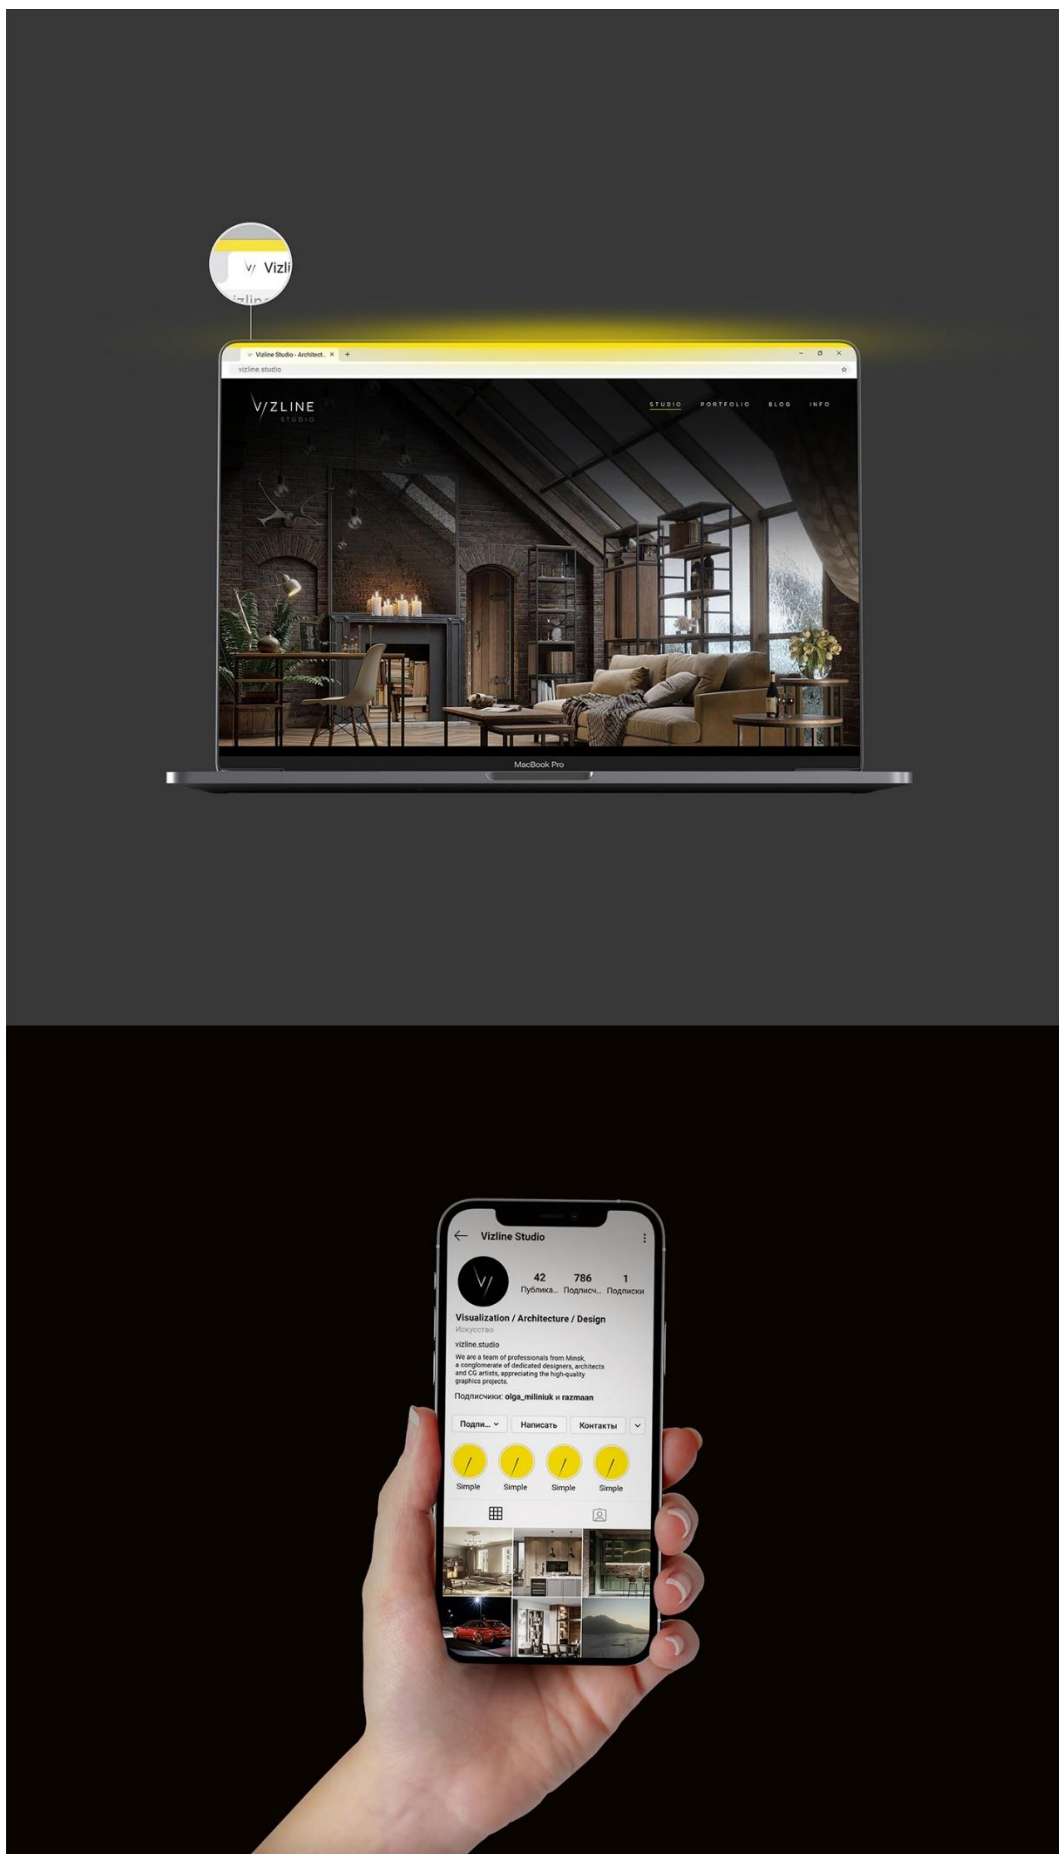 Vizli
vizline
Vizline Studio - Architect..
vizline.studio
VIZLINE
STUDIO
STUDIO PORTFOLIO BLOG INFO
MacBook Pro
Vizline Studio
42 786 1
Публика... Подписч... Подписки
Visualization / Architecture / Design
Искусство
vizline.studio
We are a team of professionals from Minsk,
a conglomerate of dedicated designers, architects
and CG artists, appreciating the high-quality
graphics projects.
Подписчики: olga_miliniuk и razmaan
Подпи... Написать Контакты
Simple Simple Simple Simple